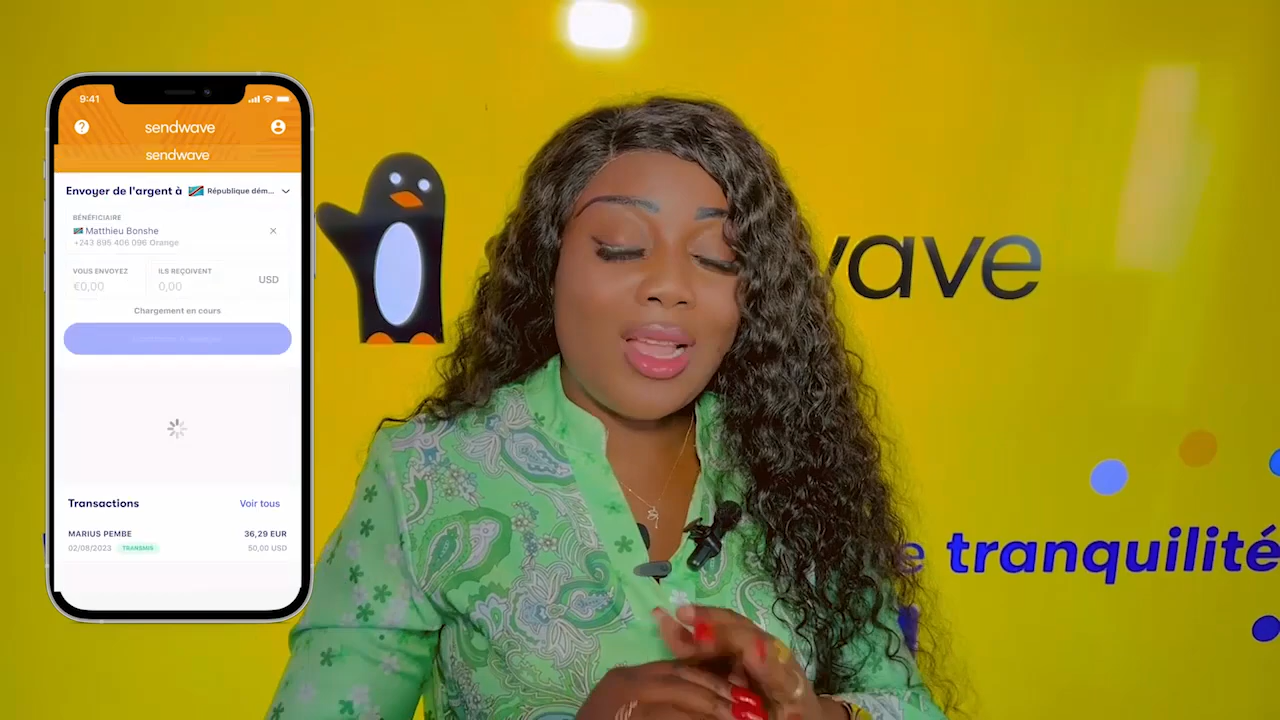 9:41
sendwave
sendwave
Envoyer de l'argent à République dém...
BÉNÉFICIAIRE
Matthieu Bonshe
+243 895 406 096 Orange
VOUS ENVOYEZ
ILS REÇOIVENT
€0,00
0,00
USD
Chargement en cours
Transactions
Voir tous
MARIUS PEMBE
36,29 EUR
02/08/2023
TRANSMIS
50,00 USD
wave
tranquilité